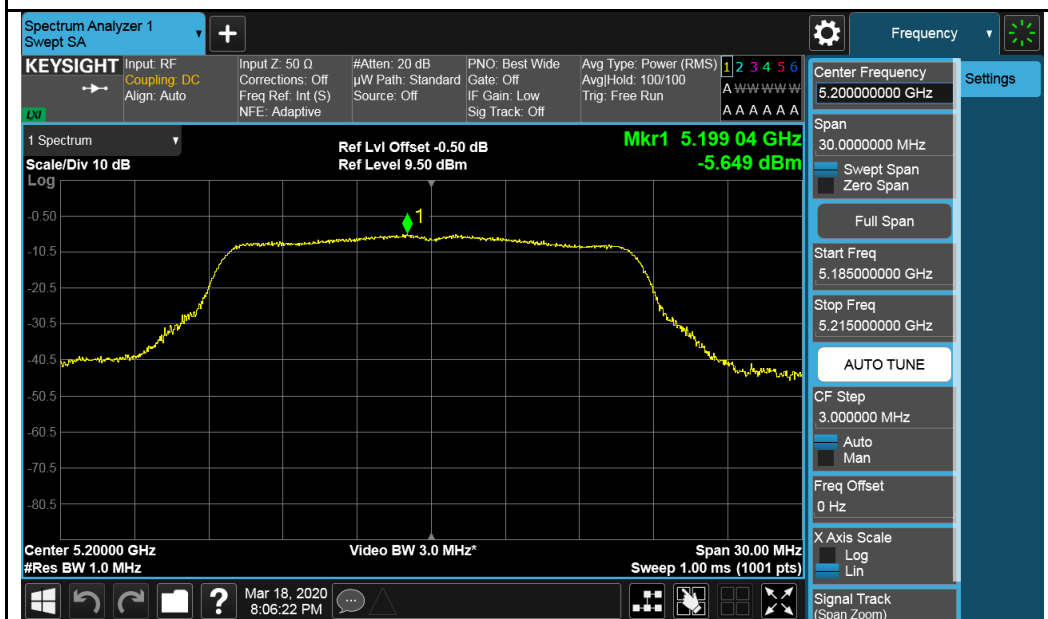 Spectrum Analyzer 1
Swept SA
+
Frequency
KEYSIGHT
LXI
Input: RF
Coupling: DC
Align: Auto
Input Z: 50 Ω
Corrections: Off
Freq Ref: Int (S)
NFE: Adaptive
#Atten: 20 dB
µW Path: Standard
Source: Off
PNO: Best Wide
Gate: Off
IF Gain: Low
Sig Track: Off
Avg Type: Power (RMS)
Avg|Hold: 100/100
Trig: Free Run
1 2 3 4 5 6
A W W W W W
A A A A A A
1 Spectrum
Scale/Div 10 dB
Log
Ref Lvl Offset -0.50 dB
Ref Level 9.50 dBm
Mkr1 5.199 04 GHz
-5.649 dBm
1
-0.50
-10.5
-20.5
-30.5
-40.5
-50.5
-60.5
-70.5
-80.5
Center 5.20000 GHz
#Res BW 1.0 MHz
Video BW 3.0 MHz*
Span 30.00 MHz
Sweep 1.00 ms (1001 pts)
Center Frequency
5.200000000 GHz
Span
30.0000000 MHz
Swept Span
Zero Span
Full Span
Start Freq
5.185000000 GHz
Stop Freq
5.215000000 GHz
AUTO TUNE
CF Step
3.000000 MHz
Auto
Man
Freq Offset
0 Hz
X Axis Scale
Log
Lin
Signal Track
(Span Zoom)
Settings
?
Mar 18, 2020
8:06:22 PM